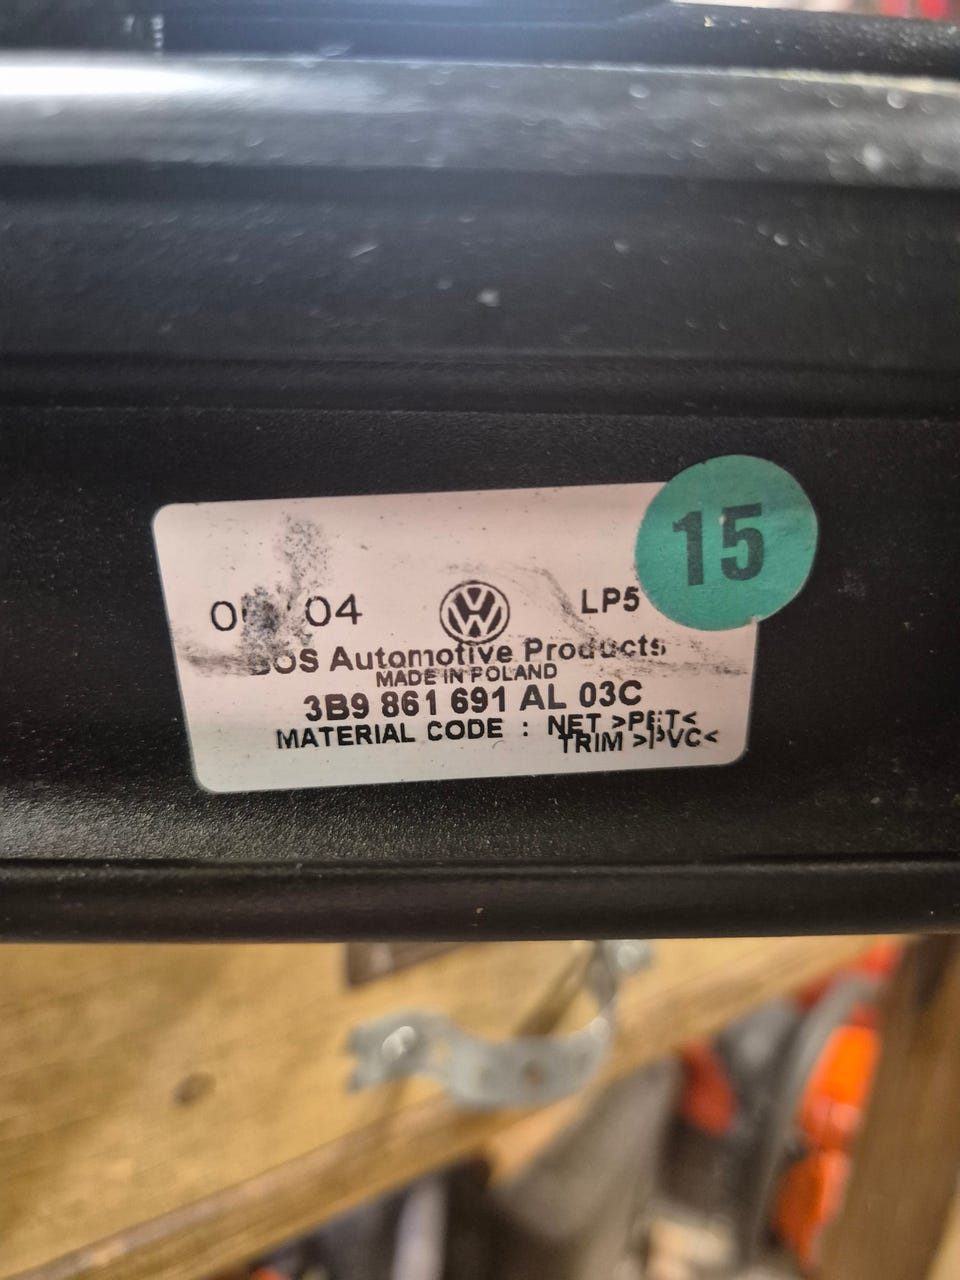 15
04 LP5
BOS Automotive Products
MADE IN POLAND
3B9 861 691 AL 03C
MATERIAL CODE : NET >PET<
TRIM >PVC<